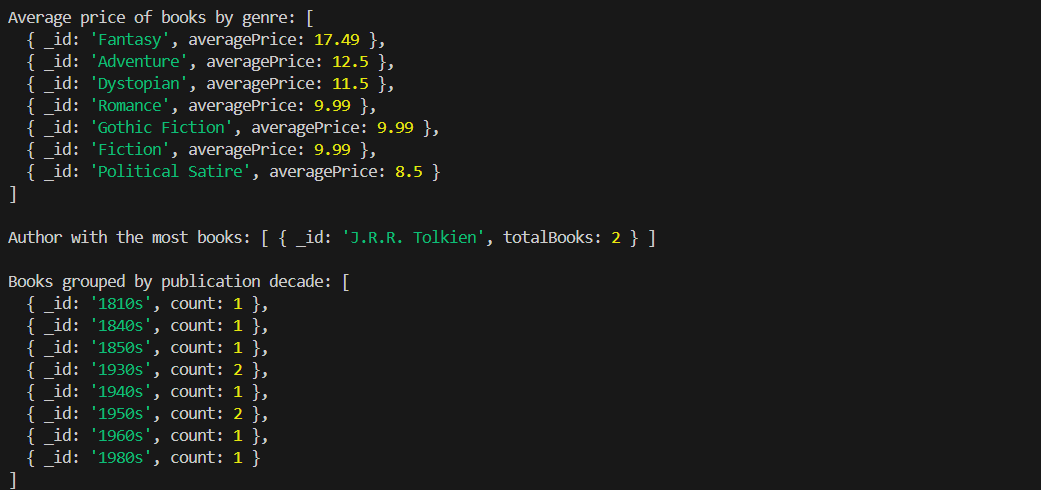 Average price of books by genre: [
  { _id: 'Fantasy', averagePrice: 17.49 },
  { _id: 'Adventure', averagePrice: 12.5 },
  { _id: 'Dystopian', averagePrice: 11.5 },
  { _id: 'Romance', averagePrice: 9.99 },
  { _id: 'Gothic Fiction', averagePrice: 9.99 },
  { _id: 'Fiction', averagePrice: 9.99 },
  { _id: 'Political Satire', averagePrice: 8.5 }
]
Author with the most books: [ { _id: 'J.R.R. Tolkien', totalBooks: 2 } ]
Books grouped by publication decade: [
  { _id: '1810s', count: 1 },
  { _id: '1840s', count: 1 },
  { _id: '1850s', count: 1 },
  { _id: '1930s', count: 2 },
  { _id: '1940s', count: 1 },
  { _id: '1950s', count: 2 },
  { _id: '1960s', count: 1 },
  { _id: '1980s', count: 1 }
]